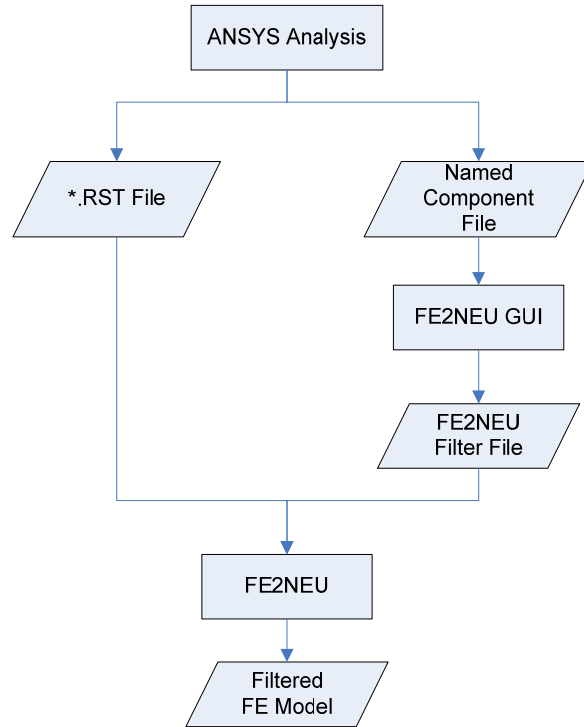 ANSYS Analysis
*.RST File
Named
Component
File
FE2NEU GUI
FE2NEU
Filter File
FE2NEU
Filtered
FE Model